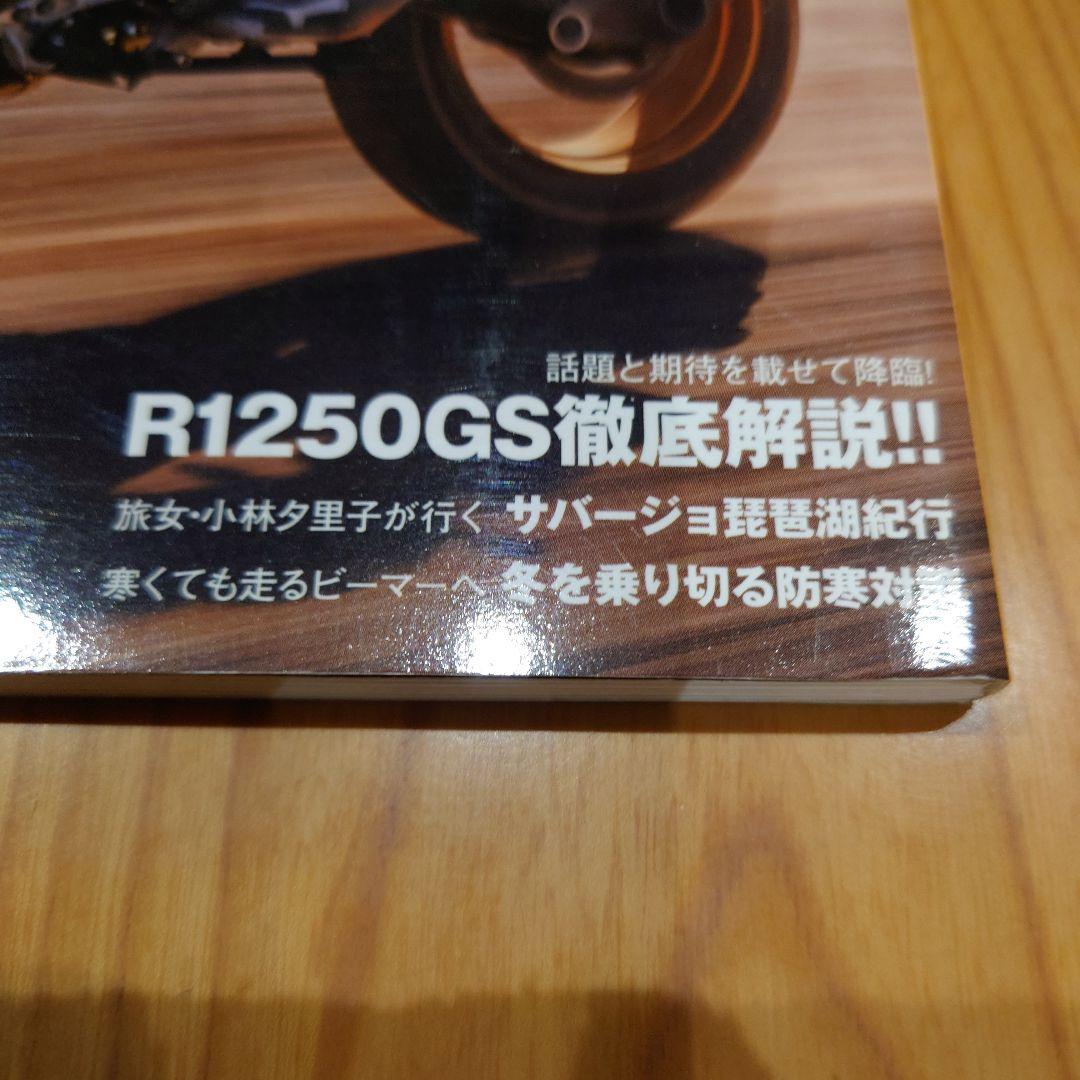 話題と期待を載せて降臨!
R1250GS徹底解説!!
旅女・小林夕里子が行く サバージョ琵琶湖紀行
寒くても走るビーマーへ 冬を乗り切る防寒対策